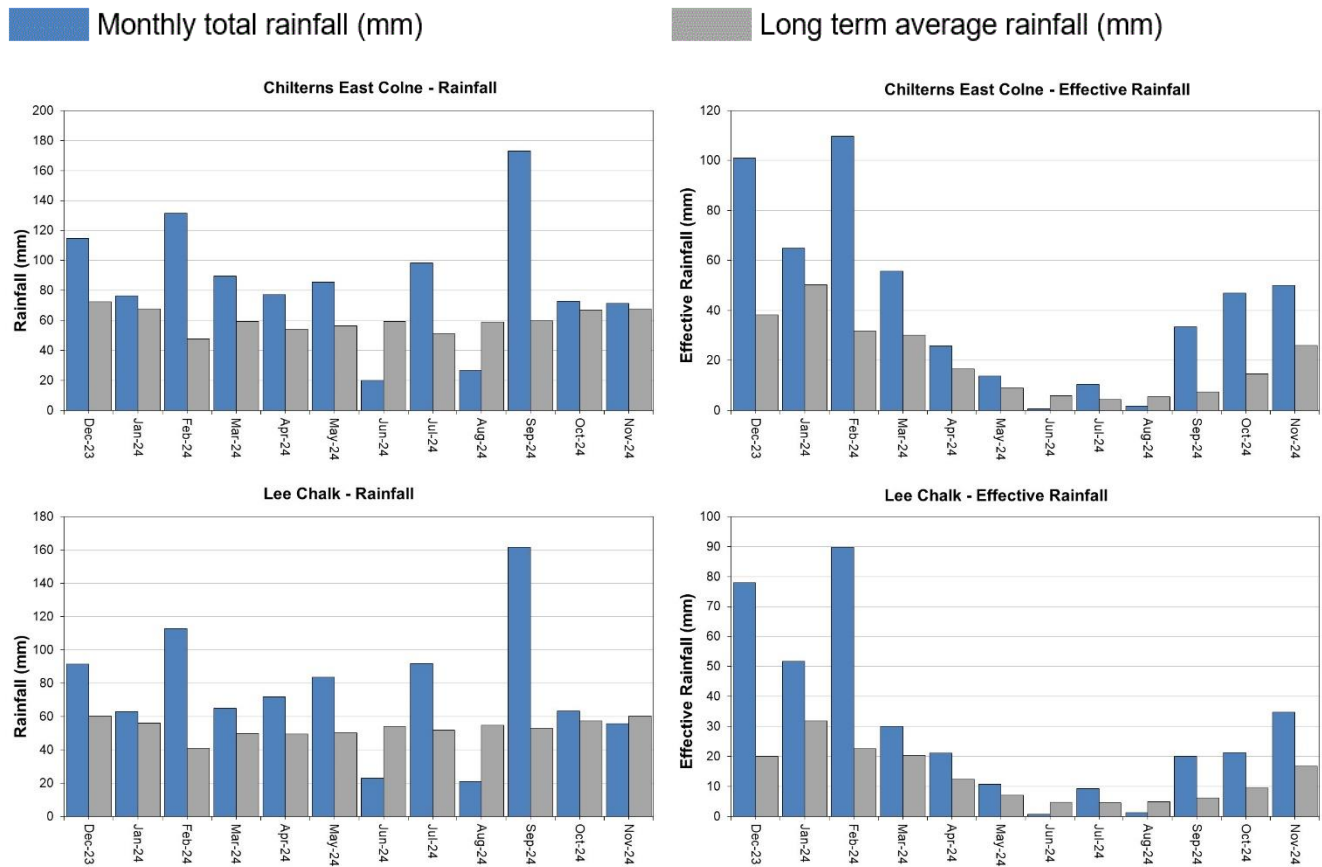 Monthly total rainfall (mm)
Long term average rainfall (mm)
Chilterns East Colne - Rainfall
200
180
160
140
120
100
80
60
40
20
0
Rainfall (mm)
Dec-23
Jan-24
Feb-24
Mar-24
Apr-24
May-24
Jun-24
Jul-24
Aug-24
Sep-24
Oct-24
Nov-24
Chilterns East Colne - Effective Rainfall
120
100
80
60
40
20
0
Effective Rainfall (mm)
Dec-23
Jan-24
Feb-24
Mar-24
Apr-24
May-24
Jun-24
Jul-24
Aug-24
Sep-24
Oct-24
Nov-24
Lee Chalk - Rainfall
180
160
140
120
100
80
60
40
20
0
Rainfall (mm)
Dec-23
Jan-24
Feb-24
Mar-24
Apr-24
May-24
Jun-24
Jul-24
Aug-24
Sep-24
Oct-24
Nov-24
Lee Chalk - Effective Rainfall
100
90
80
70
60
50
40
30
20
10
0
Effective Rainfall (mm)
Dec-23
Jan-24
Feb-24
Mar-24
Apr-24
May-24
Jun-24
Jul-24
Aug-24
Sep-24
Oct-24
Nov-24